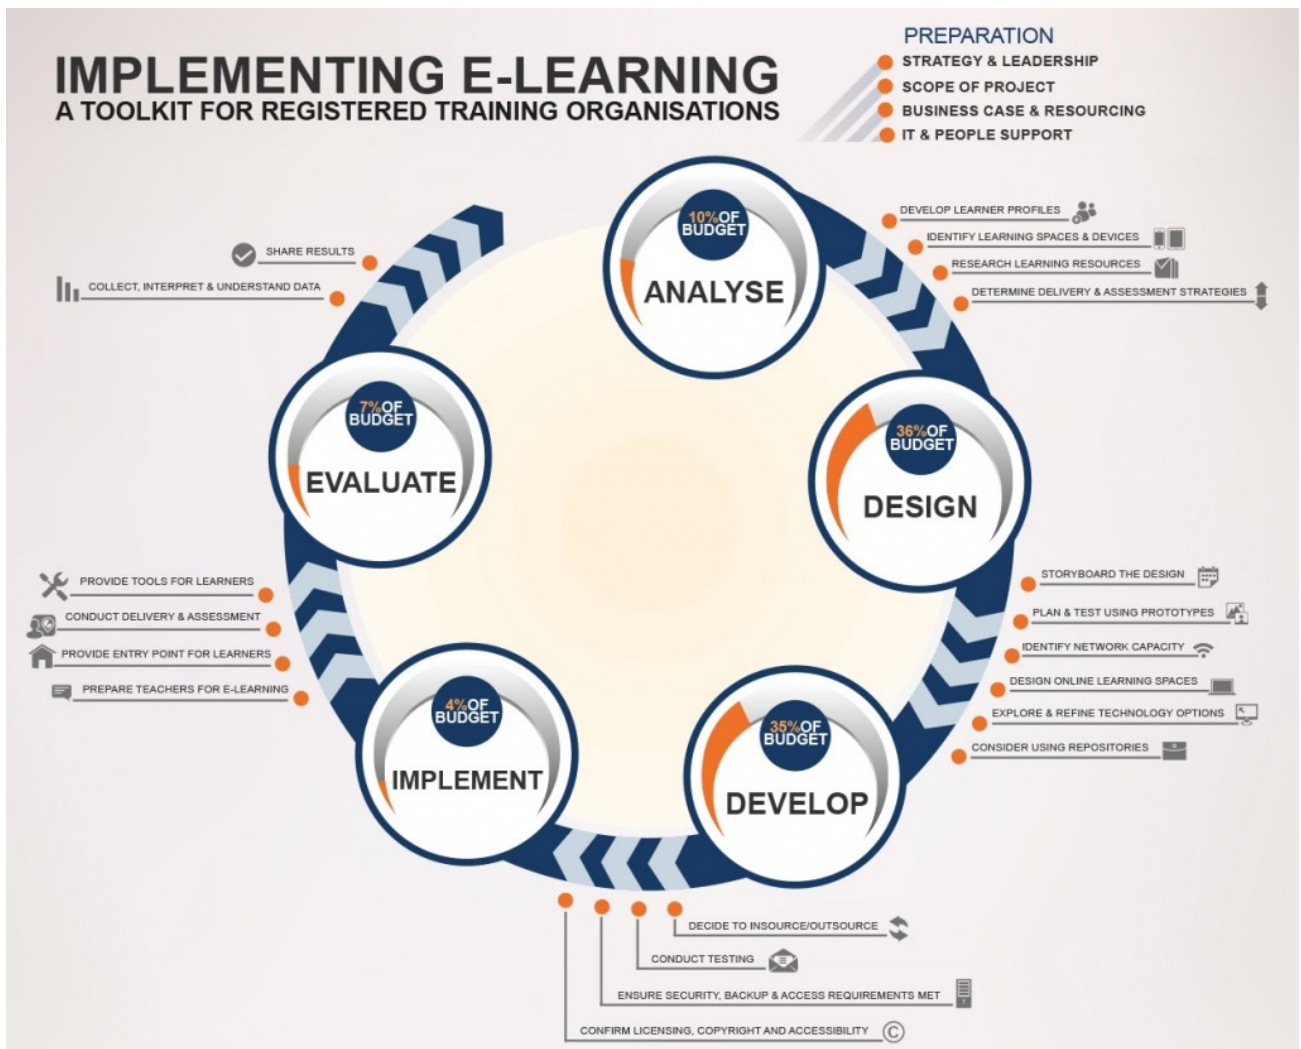 IMPLEMENTING E-LEARNING
A TOOLKIT FOR REGISTERED TRAINING ORGANISATIONS
PREPARATION
STRATEGY & LEADERSHIP
SCOPE OF PROJECT
BUSINESS CASE & RESOURCING
IT & PEOPLE SUPPORT
10% OF
BUDGET
ANALYSE
DEVELOP LEARNER PROFILES
IDENTIFY LEARNING SPACES & DEVICES
RESEARCH LEARNING RESOURCES
DETERMINE DELIVERY & ASSESSMENT STRATEGIES
36% OF
BUDGET
DESIGN
STORYBOARD THE DESIGN
PLAN & TEST USING PROTOTYPES
IDENTIFY NETWORK CAPACITY
DESIGN ONLINE LEARNING SPACES
EXPLORE & REFINE TECHNOLOGY OPTIONS
CONSIDER USING REPOSITORIES
35% OF
BUDGET
DEVELOP
DECIDE TO INSOURCE/OUTSOURCE
CONDUCT TESTING
ENSURE SECURITY, BACKUP & ACCESS REQUIREMENTS MET
CONFIRM LICENSING, COPYRIGHT AND ACCESSIBILITY ©
4% OF
BUDGET
IMPLEMENT
PROVIDE TOOLS FOR LEARNERS
CONDUCT DELIVERY & ASSESSMENT
PROVIDE ENTRY POINT FOR LEARNERS
PREPARE TEACHERS FOR E-LEARNING
7% OF
BUDGET
EVALUATE
SHARE RESULTS
COLLECT, INTERPRET & UNDERSTAND DATA